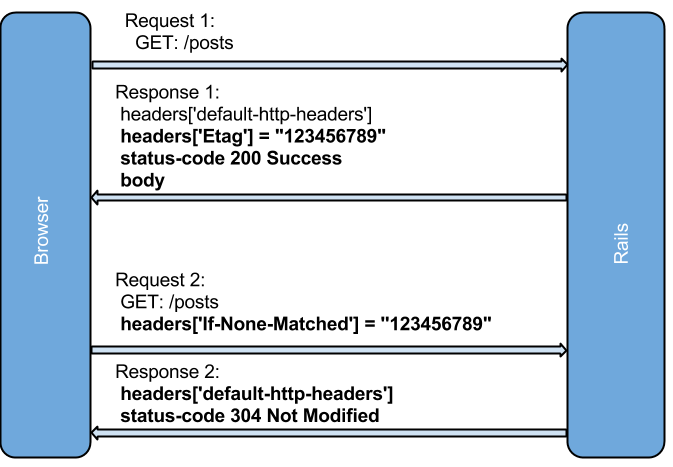 Request 1:
GET: /posts
Response 1:
headers['default-http-headers']
headers['Etag'] = "123456789"
status-code 200 Success
body
Browser
Rails
Request 2:
GET: /posts
headers['If-None-Matched'] = "123456789"
Response 2:
headers['default-http-headers']
status-code 304 Not Modified